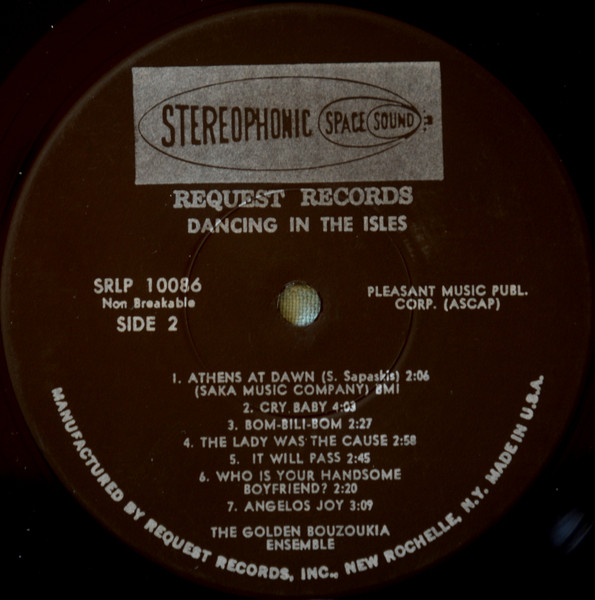 STEREOPHONIC SPACE SOUND
REQUEST RECORDS
DANCING IN THE ISLES
SRLP 10086
Non Breakable
SIDE 2
PLEASANT MUSIC PUBL.
CORP. (ASCAP)
1. ATHENS AT DAWN (S. Sapaskis) 2:06
(SAKA MUSIC COMPANY) BMI
2. CRY BABY 4:03
3. BOM-BILI-BOM 2:27
4. THE LADY WAS THE CAUSE 2:58
5. IT WILL PASS 2:45
6. WHO IS YOUR HANDSOME
BOYFRIEND? 2:20
7. ANGELOS JOY 3:09
THE GOLDEN BOUZOUKIA
ENSEMBLE
MANUFACTURED BY REQUEST RECORDS, INC., NEW ROCHELLE, N.Y. MADE IN U.S.A.